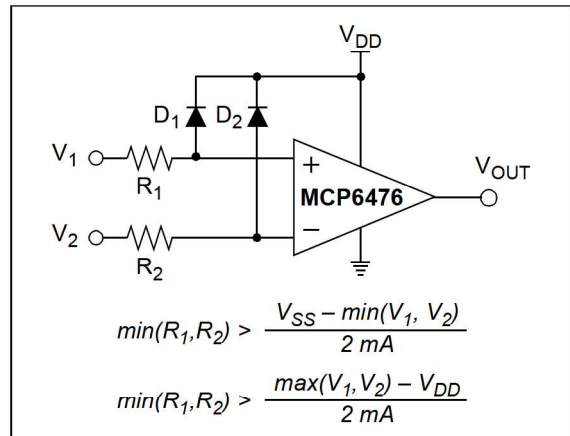 V_DD
D_1 D_2
V_1
R_1
+
MCP6476
V_OUT
V_2
R_2
−
min(R_1,R_2) > V_SS – min(V_1, V_2) / 2 mA
min(R_1,R_2) > max(V_1,V_2) – V_DD / 2 mA